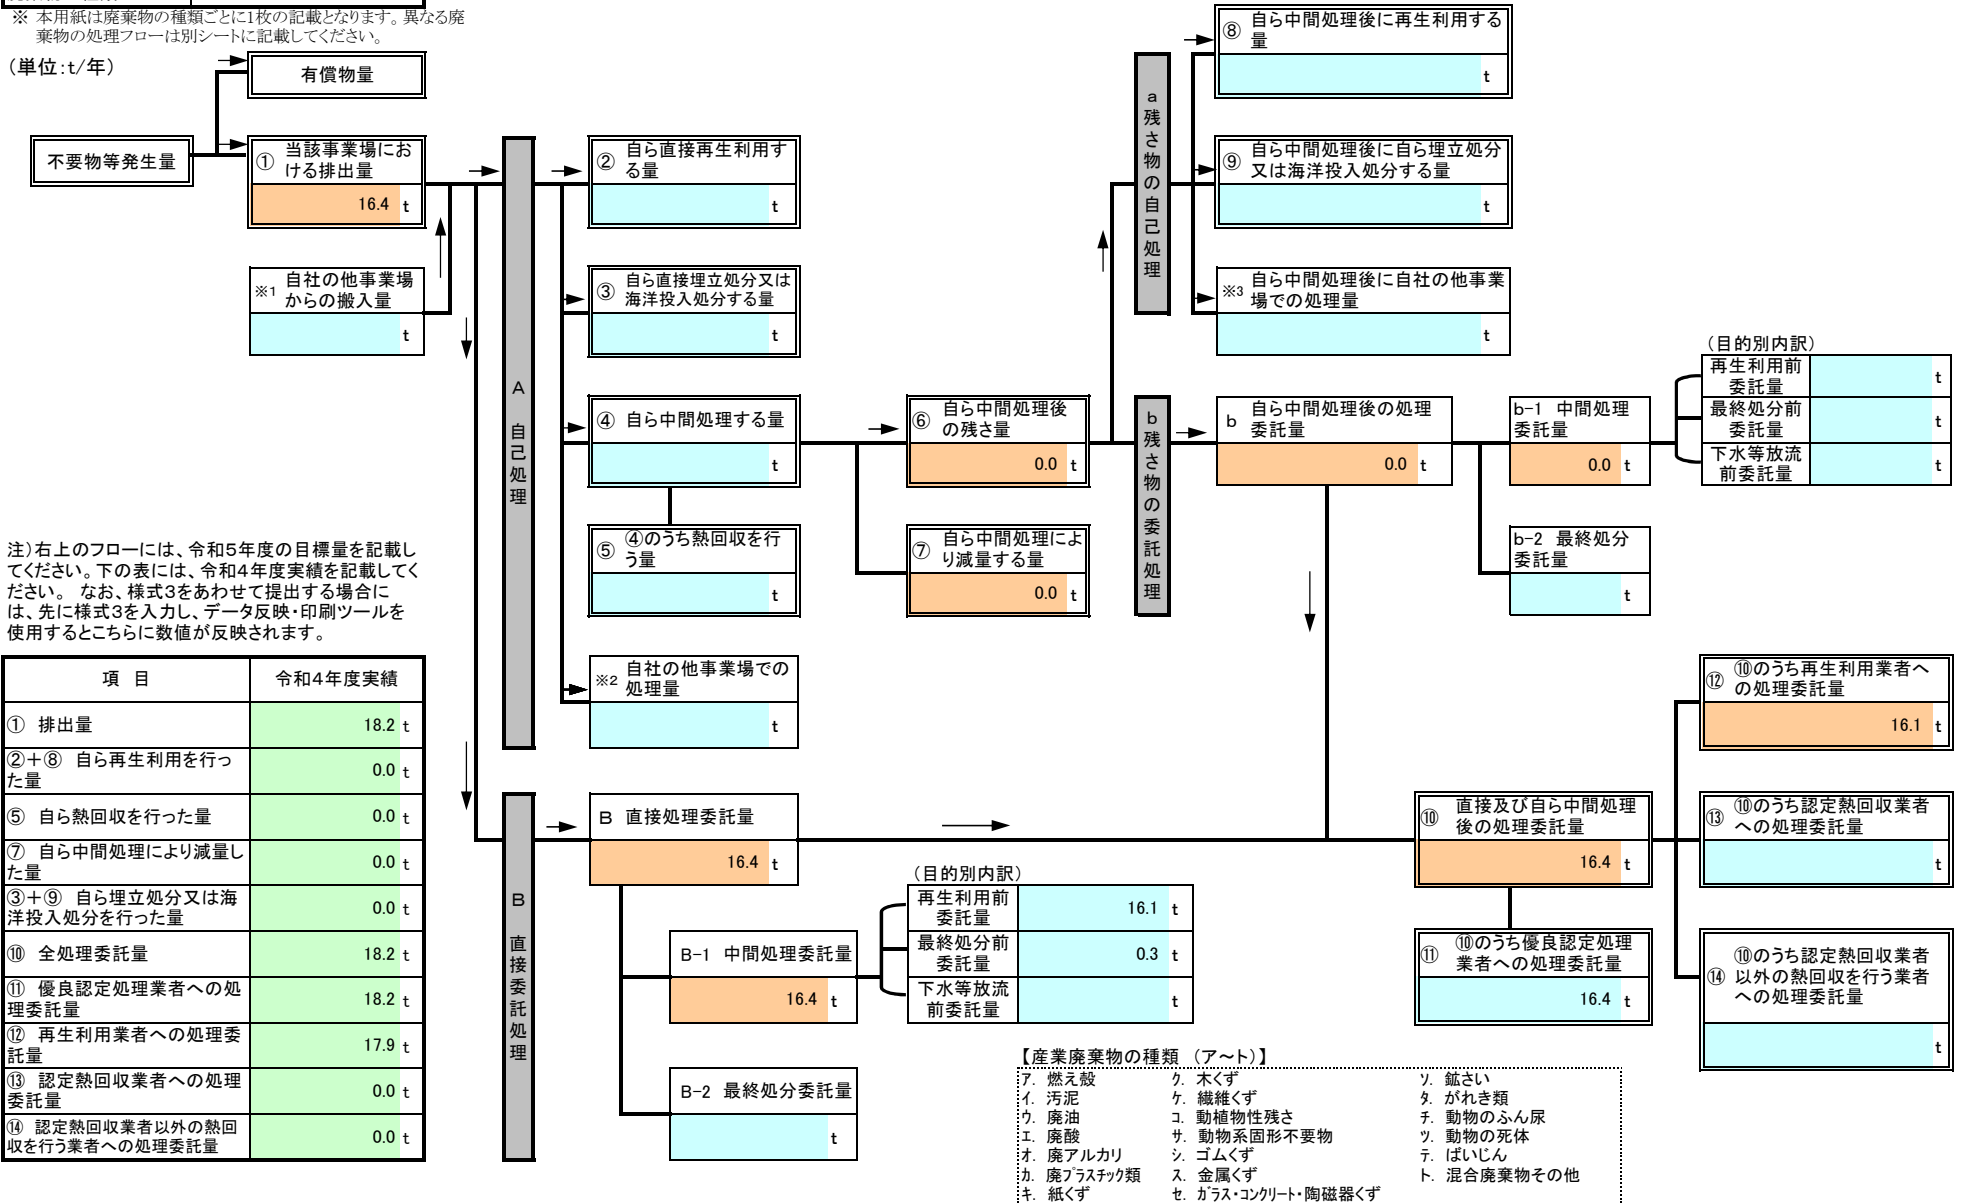 ※ 本用紙は廃棄物の種類ごとに1枚の記載となります。異なる廃
棄物の処理フローは別シートに記載してください。
(単位:t/年)
有償物量
不要物等発生量
① 当該事業場にお
ける排出量
16.4 t
※1 自社の他事業場
からの搬入量
t
A 自己処理
② 自ら直接再生利用す
る量
t
③ 自ら直接埋立処分又は
海洋投入処分する量
t
④ 自ら中間処理する量
t
⑤ ④のうち熱回収を行
う量
t
※2 自社の他事業場での
処理量
t
⑥ 自ら中間処理後
の残さ量
0.0 t
⑦ 自ら中間処理によ
り減量する量
0.0 t
a残さ物の自己処理
⑧ 自ら中間処理後に再生利用する
量
t
⑨ 自ら中間処理後に自ら埋立処分
又は海洋投入処分する量
t
※3 自ら中間処理後に自社の他事業
場での処理量
t
b残さ物の委託処理
b 自ら中間処理後の処理
委託量
0.0 t
b-1 中間処理
委託量
0.0 t
b-2 最終処分
委託量
t
(目的別内訳)
再生利用前
委託量
t
最終処分前
委託量
t
下水等放流
前委託量
t
注)右上のフローには、令和5年度の目標量を記載し
てください。下の表には、令和4年度実績を記載してく
ださい。 なお、様式3をあわせて提出する場合に
は、先に様式3を入力し、データ反映・印刷ツールを
使用するとこちらに数値が反映されます。
項 目 令和4年度実績
① 排出量 18.2 t
②+⑧ 自ら再生利用を行っ
た量 0.0 t
⑤ 自ら熱回収を行った量 0.0 t
⑦ 自ら中間処理により減量し
た量 0.0 t
③+⑨ 自ら埋立処分又は海
洋投入処分を行った量 0.0 t
⑩ 全処理委託量 18.2 t
⑪ 優良認定処理業者への処
理委託量 18.2 t
⑫ 再生利用業者への処理委
託量 17.9 t
⑬ 認定熱回収業者への処理
委託量 0.0 t
⑭ 認定熱回収業者以外の熱回
収を行う業者への処理委託量 0.0 t
B 直接委託処理
B 直接処理委託量
16.4 t
B-1 中間処理委託量
16.4 t
B-2 最終処分委託量
t
(目的別内訳)
再生利用前
委託量
16.1 t
最終処分前
委託量
0.3 t
下水等放流
前委託量
t
⑩ 直接及び自ら中間処理
後の処理委託量
16.4 t
⑪ ⑩のうち優良認定処理
業者への処理委託量
16.4 t
⑫ ⑩のうち再生利用業者へ
の処理委託量
16.1 t
⑬ ⑩のうち認定熱回収業者
への処理委託量
t
⑭ ⑩のうち認定熱回収業者
以外の熱回収を行う業者
への処理委託量
t
【産業廃棄物の種類 (ア~ト)】
ア. 燃え殻 ク. 木くず ソ. 鉱さい
イ. 汚泥 ケ. 繊維くず タ. がれき類
ウ. 廃油 コ. 動植物性残さ チ. 動物のふん尿
エ. 廃酸 サ. 動物系固形不要物 ツ. 動物の死体
オ. 廃アルカリ シ. ゴムくず テ. ばいじん
カ. 廃プラスチック類 ス. 金属くず ト. 混合廃棄物その他
キ. 紙くず セ. ガラス・コンクリート・陶磁器くず